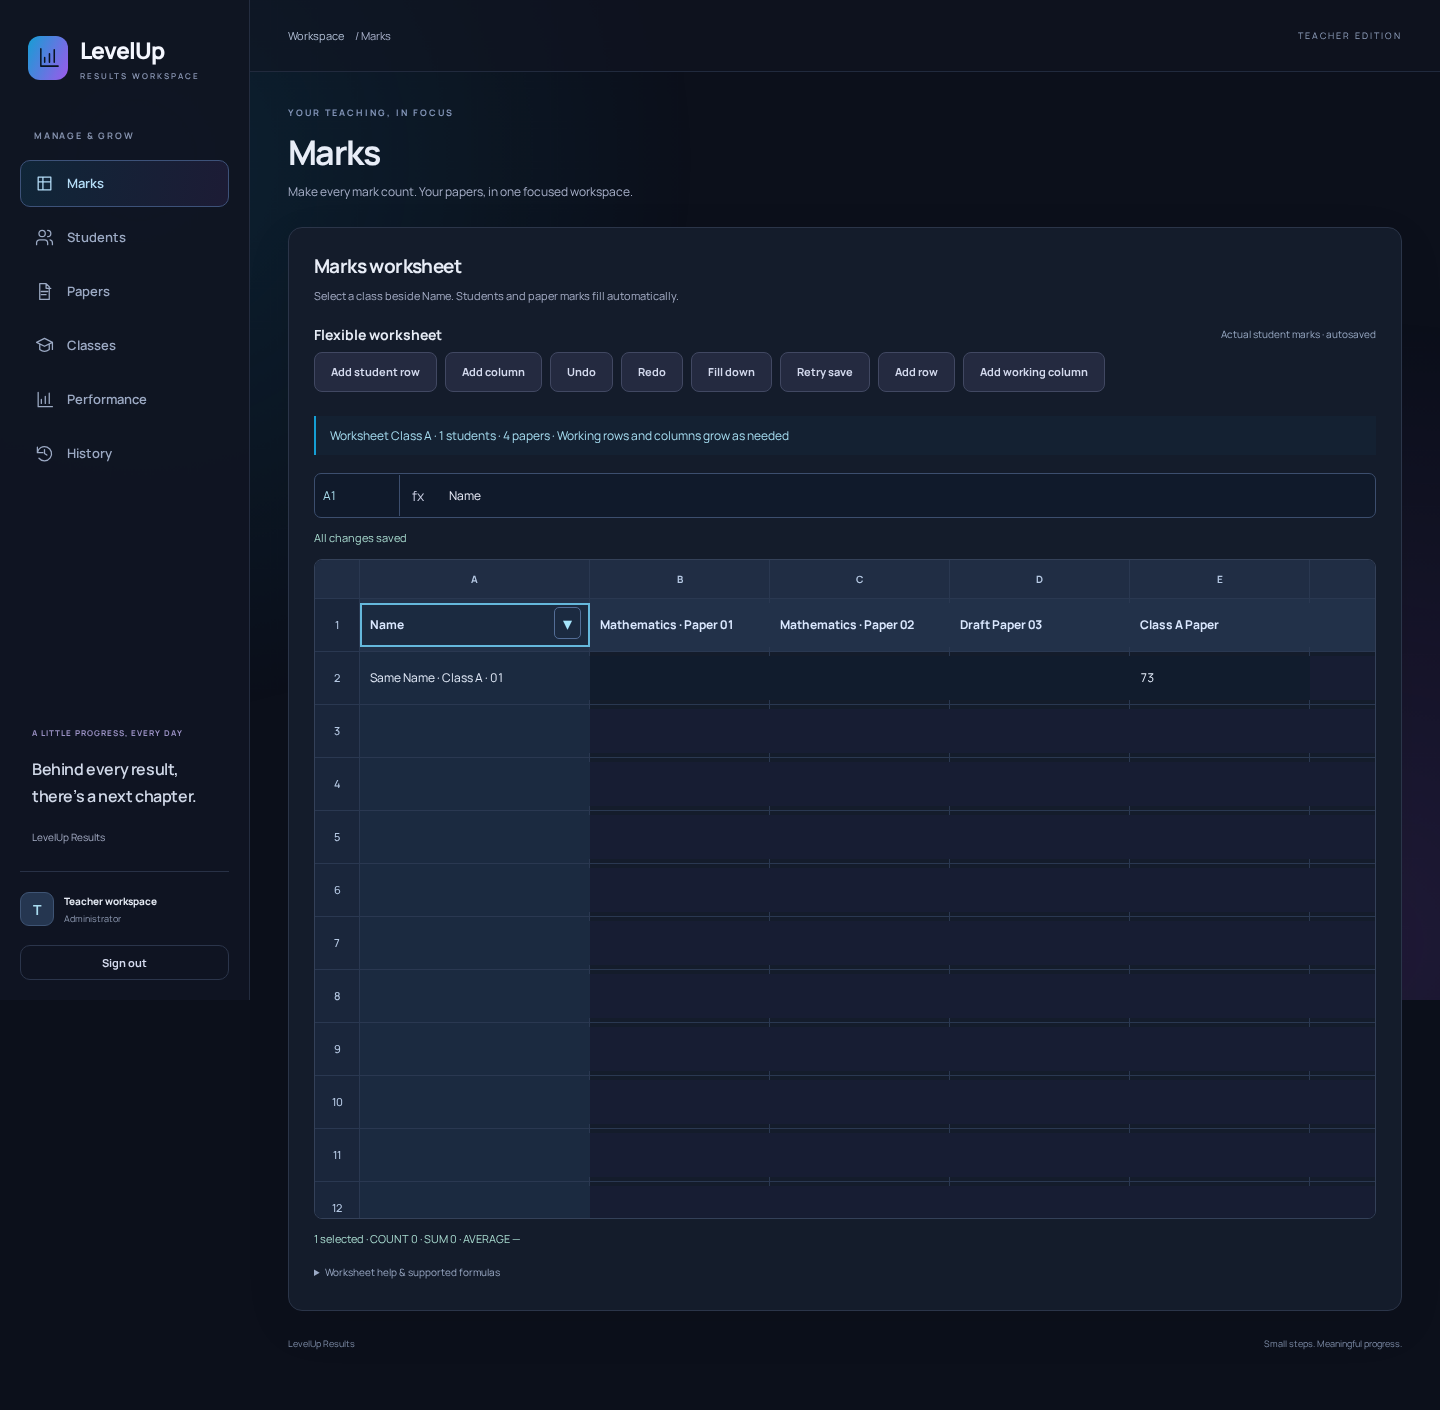 LevelUp
RESULTS WORKSPACE
MANAGE & GROW
Marks
Students
Papers
Classes
Performance
History
A LITTLE PROGRESS, EVERY DAY
Behind every result,
there's a next chapter.
LevelUp Results
T
Teacher workspace
Administrator
Sign out
Workspace / Marks
TEACHER EDITION
YOUR TEACHING, IN FOCUS
Marks
Make every mark count. Your papers, in one focused workspace.
Marks worksheet
Select a class beside Name. Students and paper marks fill automatically.
Flexible worksheet
Actual student marks · autosaved
Add student row Add column Undo Redo Fill down Retry save Add row Add working column
Worksheet Class A · 1 students · 4 papers · Working rows and columns grow as needed
A1 fx Name
All changes saved
A B C D E
1 Name ▼ Mathematics · Paper 01 Mathematics · Paper 02 Draft Paper 03 Class A Paper
2 Same Name · Class A · 01 73
3
4
5
6
7
8
9
10
11
12
1 selected · COUNT 0 · SUM 0 · AVERAGE —
▶ Worksheet help & supported formulas
LevelUp Results
Small steps. Meaningful progress.